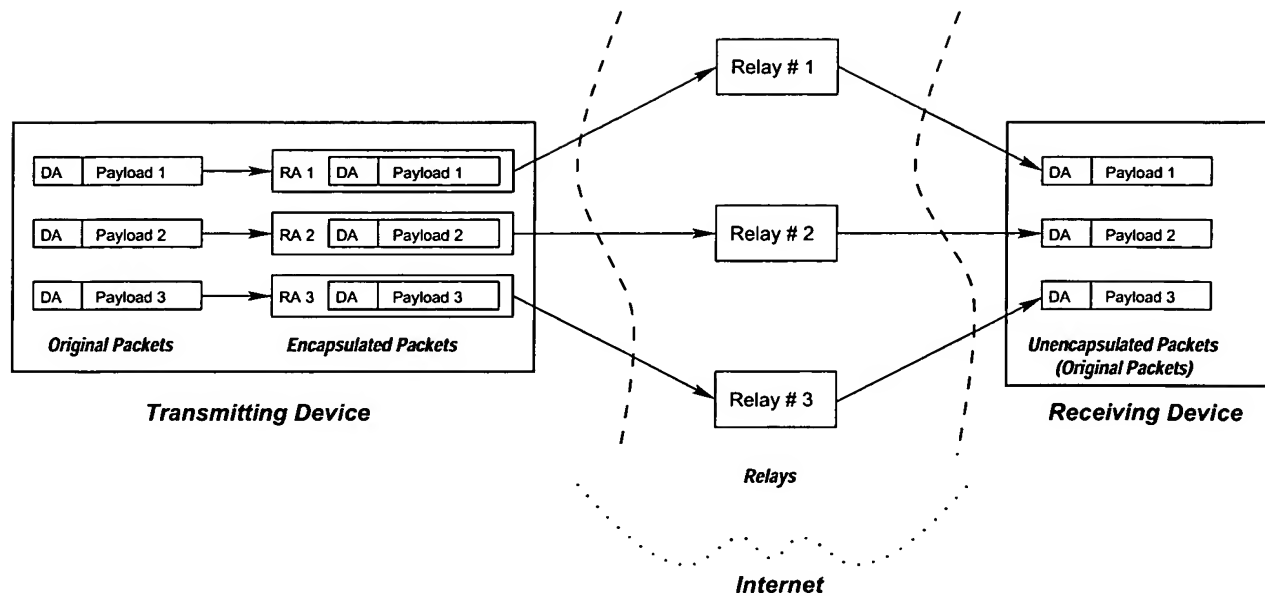 Relay # 1
DA Payload 1
RA 1 DA Payload 1
DA Payload 1
DA Payload 2
RA 2 DA Payload 2
Relay # 2
DA Payload 2
DA Payload 3
RA 3 DA Payload 3
DA Payload 3
Original Packets
Encapsulated Packets
Unencapsulated Packets
(Original Packets)
Relay # 3
Transmitting Device
Receiving Device
Relays
Internet